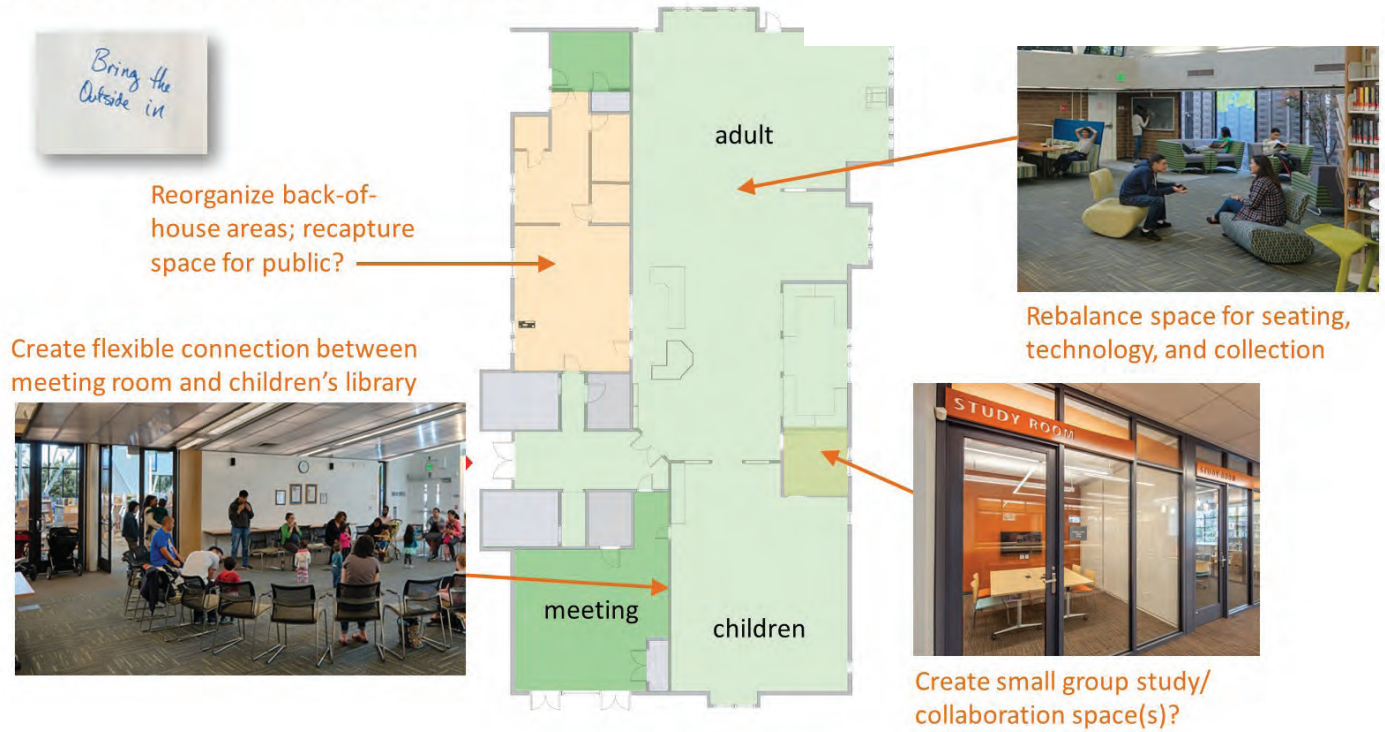 Bring the
Outside in
Reorganize back-of-
house areas; recapture
space for public?
Create flexible connection between
meeting room and children's library
adult
meeting
children
Rebalance space for seating,
technology, and collection
STUDY ROOM
STUDY ROOM
Create small group study/
collaboration space(s)?